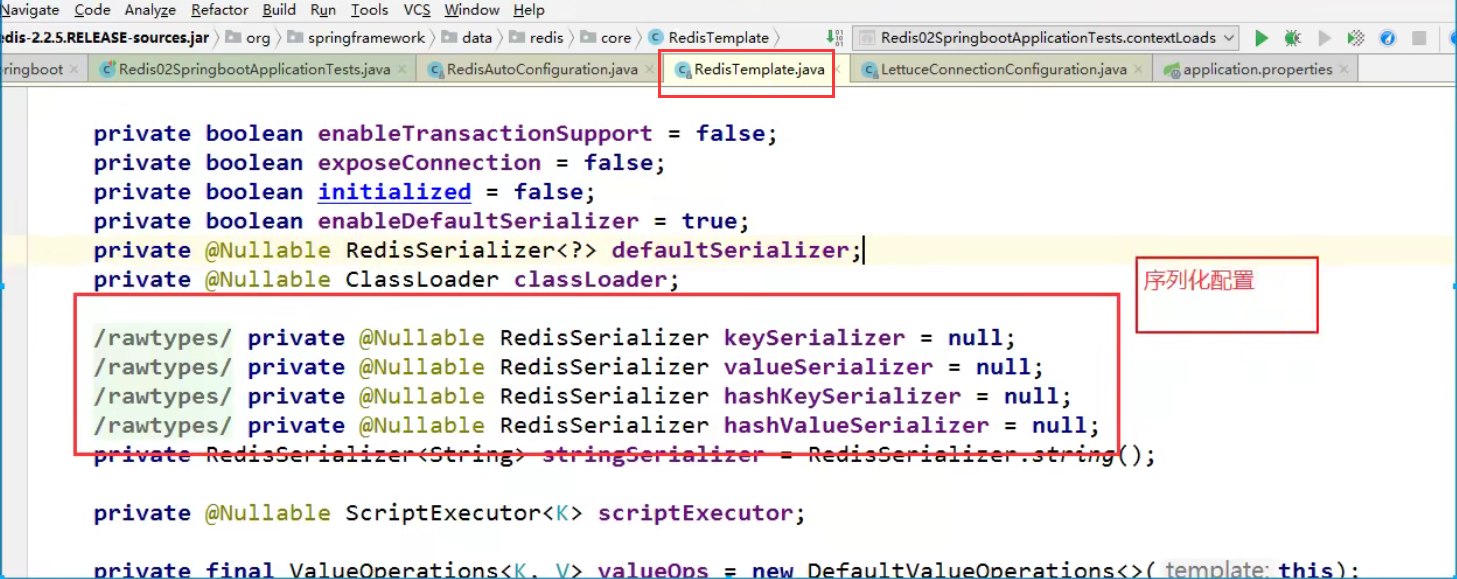 Navigate Code Analyze Refactor Build Run Tools VCS Window Help
edis-2.2.5.RELEASE-sources.jar org springframework data redis core RedisTemplate Redis02SpringbootApplicationTests.contextLoads
ringboot Redis02SpringbootApplicationTests.java RedisAutoConfiguration.java RedisTemplate.java LettuceConnectionConfiguration.java application.properties
private boolean enableTransactionSupport = false;
private boolean exposeConnection = false;
private boolean initialized = false;
private boolean enableDefaultSerializer = true;
private @Nullable RedisSerializer<?> defaultSerializer;
private @Nullable ClassLoader classLoader;
序列化配置
/rawtypes/ private @Nullable RedisSerializer keySerializer = null;
/rawtypes/ private @Nullable RedisSerializer valueSerializer = null;
/rawtypes/ private @Nullable RedisSerializer hashKeySerializer = null;
/rawtypes/ private @Nullable RedisSerializer hashValueSerializer = null;
private RedisSerializer<String> stringSerializer = RedisSerializer.string();
private @Nullable ScriptExecutor<K> scriptExecutor;
private final ValueOperations<K, V> valueOps = new DefaultValueOperations<>( template: this);